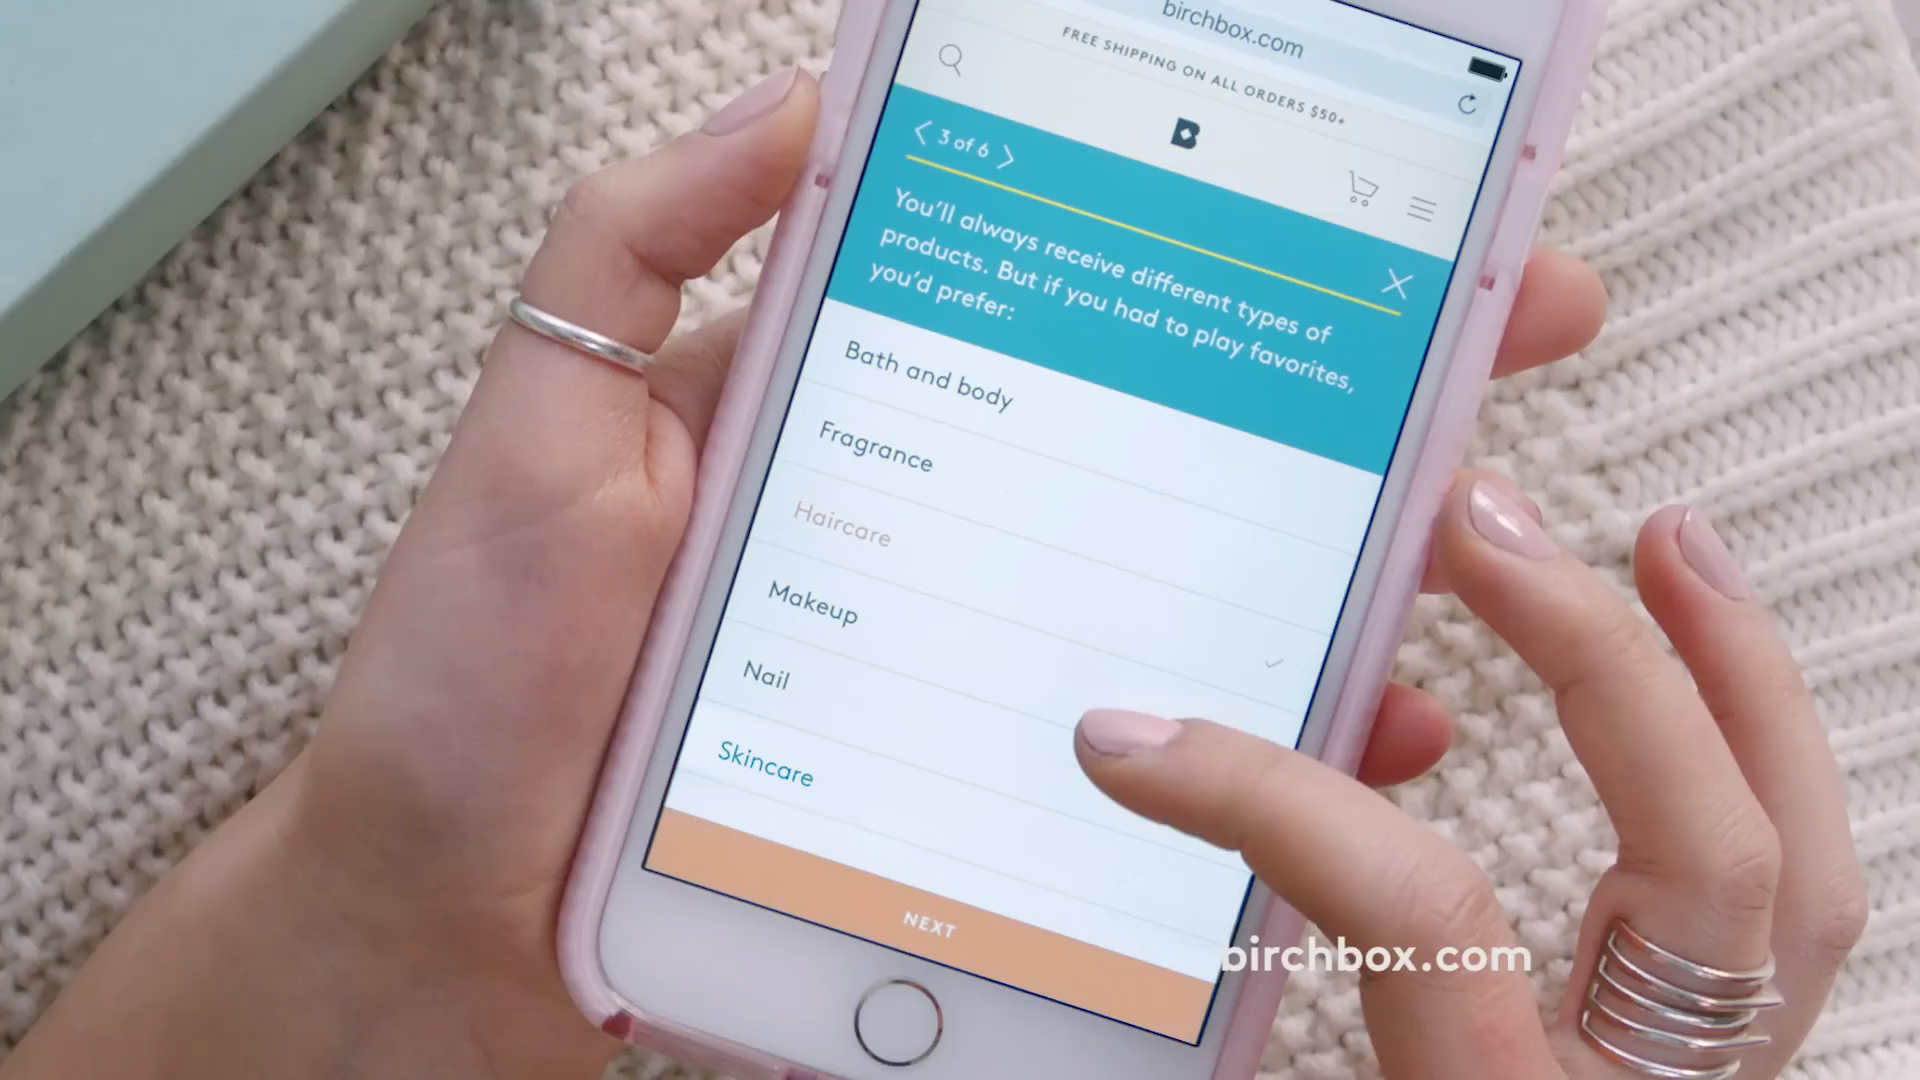 birchbox.com
FREE SHIPPING ON ALL ORDERS $50+
B
3 of 6
You'll always receive different types of
products. But if you had to play favorites,
you'd prefer:
Bath and body
Fragrance
Haircare
Makeup
Nail
Skincare
NEXT
birchbox.com